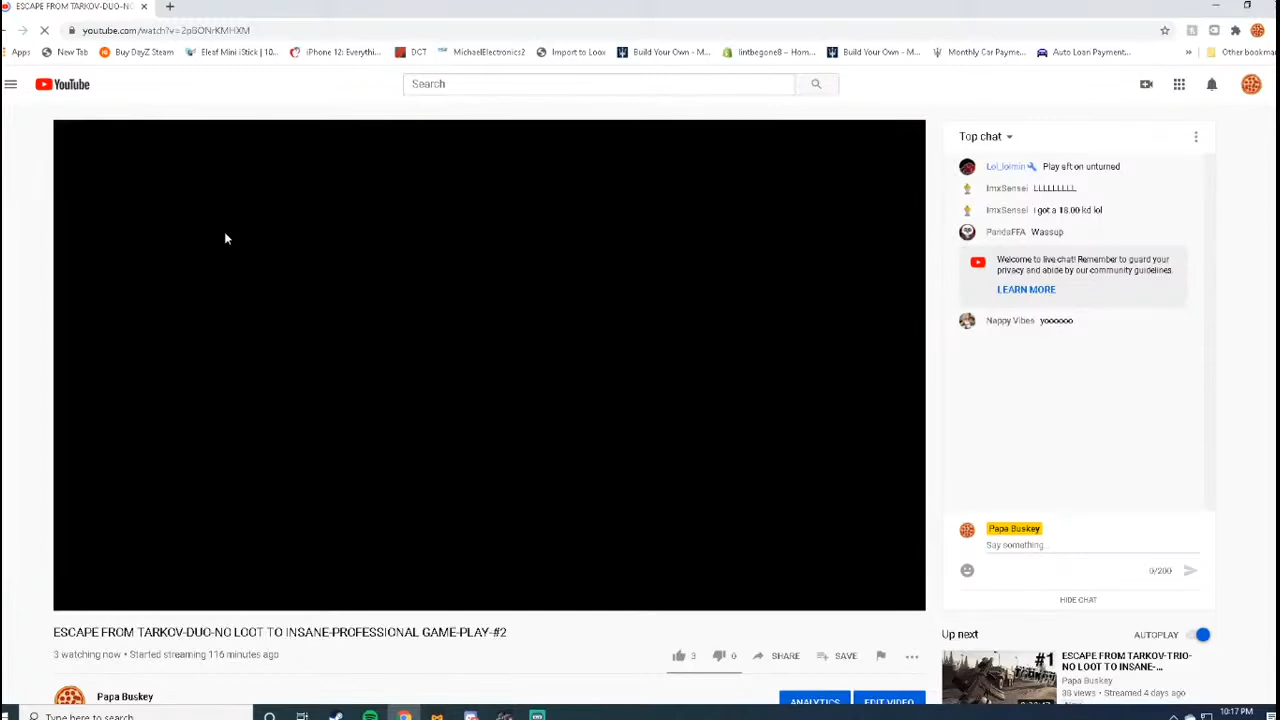 ESCAPE FROM TARKOV-DUO-NO
youtube.com/watch?v=2pBONrKMHXM
Apps New Tab Buy DayZ Steam Eleaf Mini iStick | 10... iPhone 12: Everythi... DCT MichaelElectronics2 Import to Loox Build Your Own - M... lintbegone8 – Hom... Build Your Own - M... Monthly Car Payme... Auto Loan Payment... » Other bookma
YouTube
Search
Top chat
Lol_lolmin Play eft on unturned
ImxSensei LLLLLLLLL
ImxSensei I got a 18.00 kd lol
PandaFFA Wassup
Welcome to live chat! Remember to guard your
privacy and abide by our community guidelines.
LEARN MORE
Nappy Vibes yoooooo
Papa Buskey
Say something...
0/200
HIDE CHAT
ESCAPE FROM TARKOV-DUO-NO LOOT TO INSANE-PROFESSIONAL GAME-PLAY-#2
3 watching now • Started streaming 116 minutes ago
3 0 SHARE SAVE
Papa Buskey
ANALYTICS EDIT VIDEO
Up next AUTOPLAY
#1
ESCAPE FROM TARKOV-TRIO-
NO LOOT TO INSANE-...
Papa Buskey
38 views • Streamed 4 days ago
Type here to search
10:17 PM